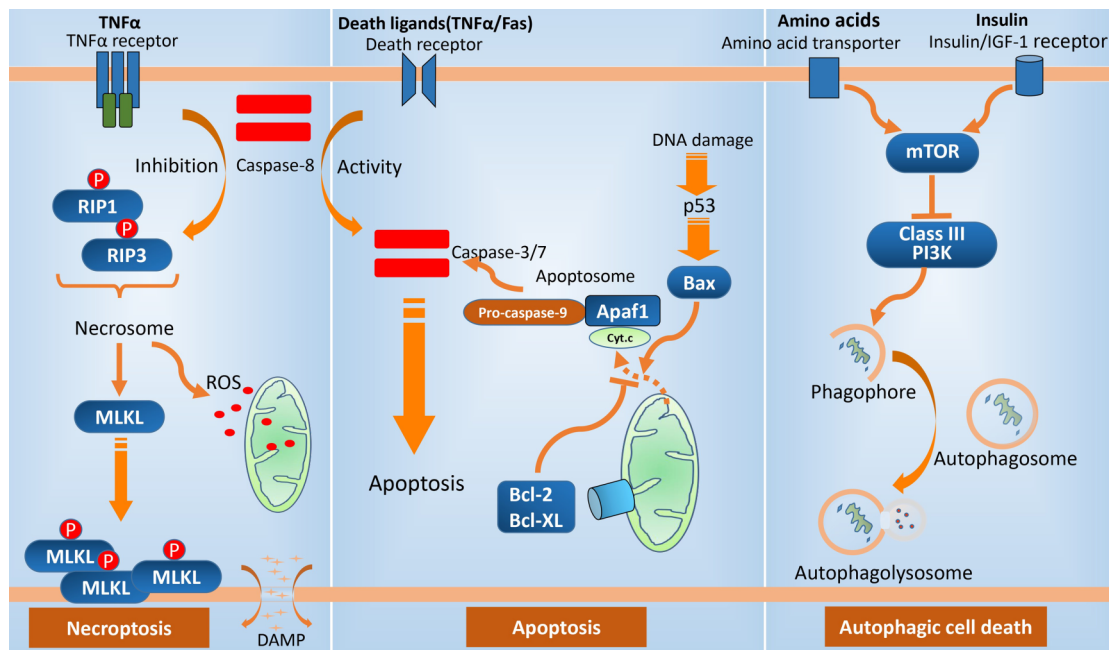 TNFα
TNFα receptor
Inhibition
Caspase-8
P
RIP1
P
RIP3
Necrosome
ROS
MLKL
P
MLKL
P
MLKL
P
MLKL
DAMP
Necroptosis
Death ligands(TNFα/Fas)
Death receptor
Activity
DNA damage
p53
Caspase-3/7
Apoptosome
Bax
Pro-caspase-9
Apaf1
Cyt.c
Apoptosis
Bcl-2
Bcl-XL
Apoptosis
Amino acids
Amino acid transporter
Insulin
Insulin/IGF-1 receptor
mTOR
Class III
PI3K
Phagophore
Autophagosome
Autophagolysosome
Autophagic cell death